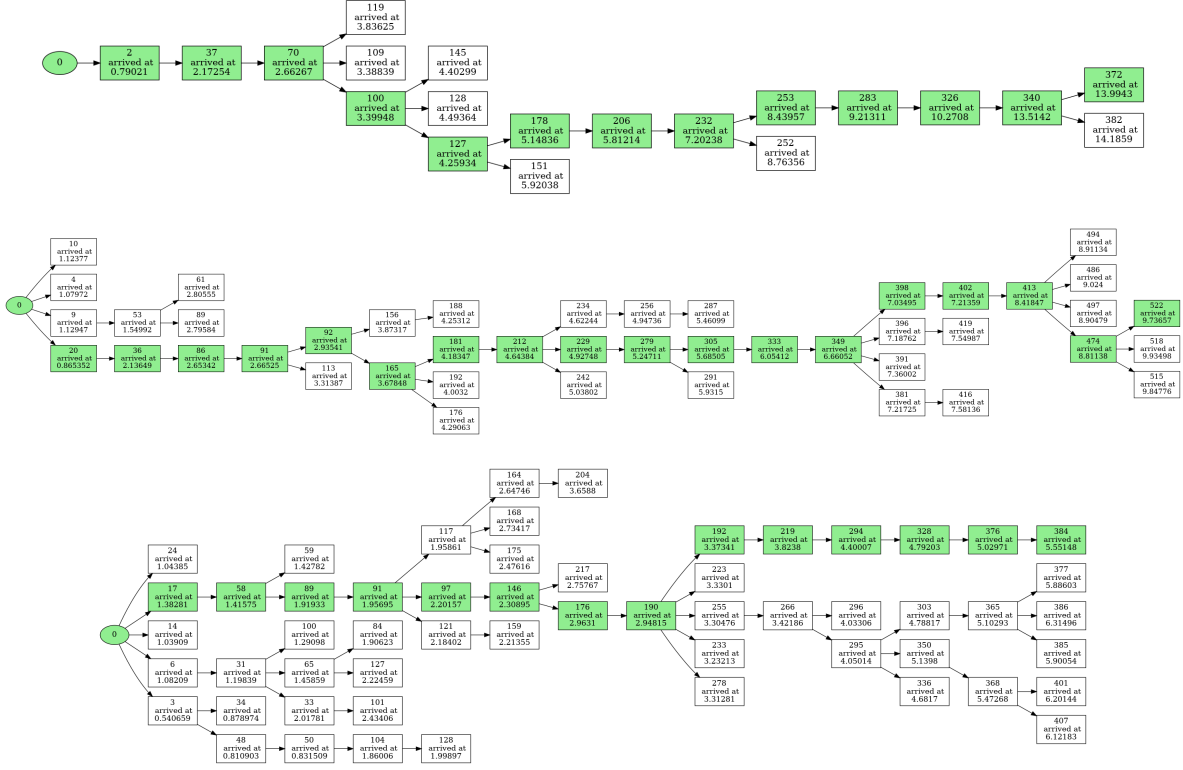 0
2
arrived at
0.79021
37
arrived at
2.17254
70
arrived at
2.66267
119
arrived at
3.83625
109
arrived at
3.38839
100
arrived at
3.39948
145
arrived at
4.40299
128
arrived at
4.49364
127
arrived at
4.25934
178
arrived at
5.14836
151
arrived at
5.92038
206
arrived at
5.81214
232
arrived at
7.20238
253
arrived at
8.43957
252
arrived at
8.76356
283
arrived at
9.21311
326
arrived at
10.2708
340
arrived at
13.5142
372
arrived at
13.9943
382
arrived at
14.1859
0
10
arrived at
1.12377
4
arrived at
1.07972
9
arrived at
1.12947
20
arrived at
0.865352
53
arrived at
1.54992
36
arrived at
2.13649
61
arrived at
2.80555
89
arrived at
2.79584
86
arrived at
2.65342
91
arrived at
2.66525
92
arrived at
2.93541
113
arrived at
3.31387
156
arrived at
3.87317
165
arrived at
3.67848
188
arrived at
4.25312
181
arrived at
4.18347
192
arrived at
4.0032
176
arrived at
4.29063
212
arrived at
4.64384
234
arrived at
4.62244
229
arrived at
4.92748
242
arrived at
5.03802
256
arrived at
4.94736
279
arrived at
5.24711
287
arrived at
5.46099
305
arrived at
5.68505
291
arrived at
5.9315
333
arrived at
6.05412
349
arrived at
6.66052
398
arrived at
7.03495
396
arrived at
7.18762
391
arrived at
7.36002
381
arrived at
7.21725
402
arrived at
7.21359
419
arrived at
7.54987
416
arrived at
7.58136
413
arrived at
8.41847
494
arrived at
8.91134
486
arrived at
9.024
497
arrived at
8.90479
474
arrived at
8.81138
522
arrived at
9.73657
518
arrived at
9.93498
515
arrived at
9.84776
0
24
arrived at
1.04385
17
arrived at
1.38281
14
arrived at
1.03909
6
arrived at
1.08209
3
arrived at
0.540659
58
arrived at
1.41575
31
arrived at
1.19839
34
arrived at
0.878974
48
arrived at
0.810903
59
arrived at
1.42782
89
arrived at
1.91933
100
arrived at
1.29098
65
arrived at
1.45859
33
arrived at
2.01781
50
arrived at
0.831509
91
arrived at
1.95695
84
arrived at
1.90623
127
arrived at
2.22459
101
arrived at
2.43406
104
arrived at
1.86006
117
arrived at
1.95861
97
arrived at
2.20157
121
arrived at
2.18402
128
arrived at
1.99897
164
arrived at
2.64746
168
arrived at
2.73417
175
arrived at
2.47616
146
arrived at
2.30895
159
arrived at
2.21355
204
arrived at
3.6588
217
arrived at
2.75767
176
arrived at
2.9631
190
arrived at
2.94815
192
arrived at
3.37341
223
arrived at
3.3301
255
arrived at
3.30476
233
arrived at
3.23213
278
arrived at
3.31281
219
arrived at
3.8238
266
arrived at
3.42186
294
arrived at
4.40007
296
arrived at
4.03306
295
arrived at
4.05014
328
arrived at
4.79203
303
arrived at
4.78817
350
arrived at
5.1398
336
arrived at
4.6817
376
arrived at
5.02971
365
arrived at
5.10293
368
arrived at
5.47268
384
arrived at
5.55148
377
arrived at
5.88603
386
arrived at
6.31496
385
arrived at
5.90054
401
arrived at
6.20144
407
arrived at
6.12183